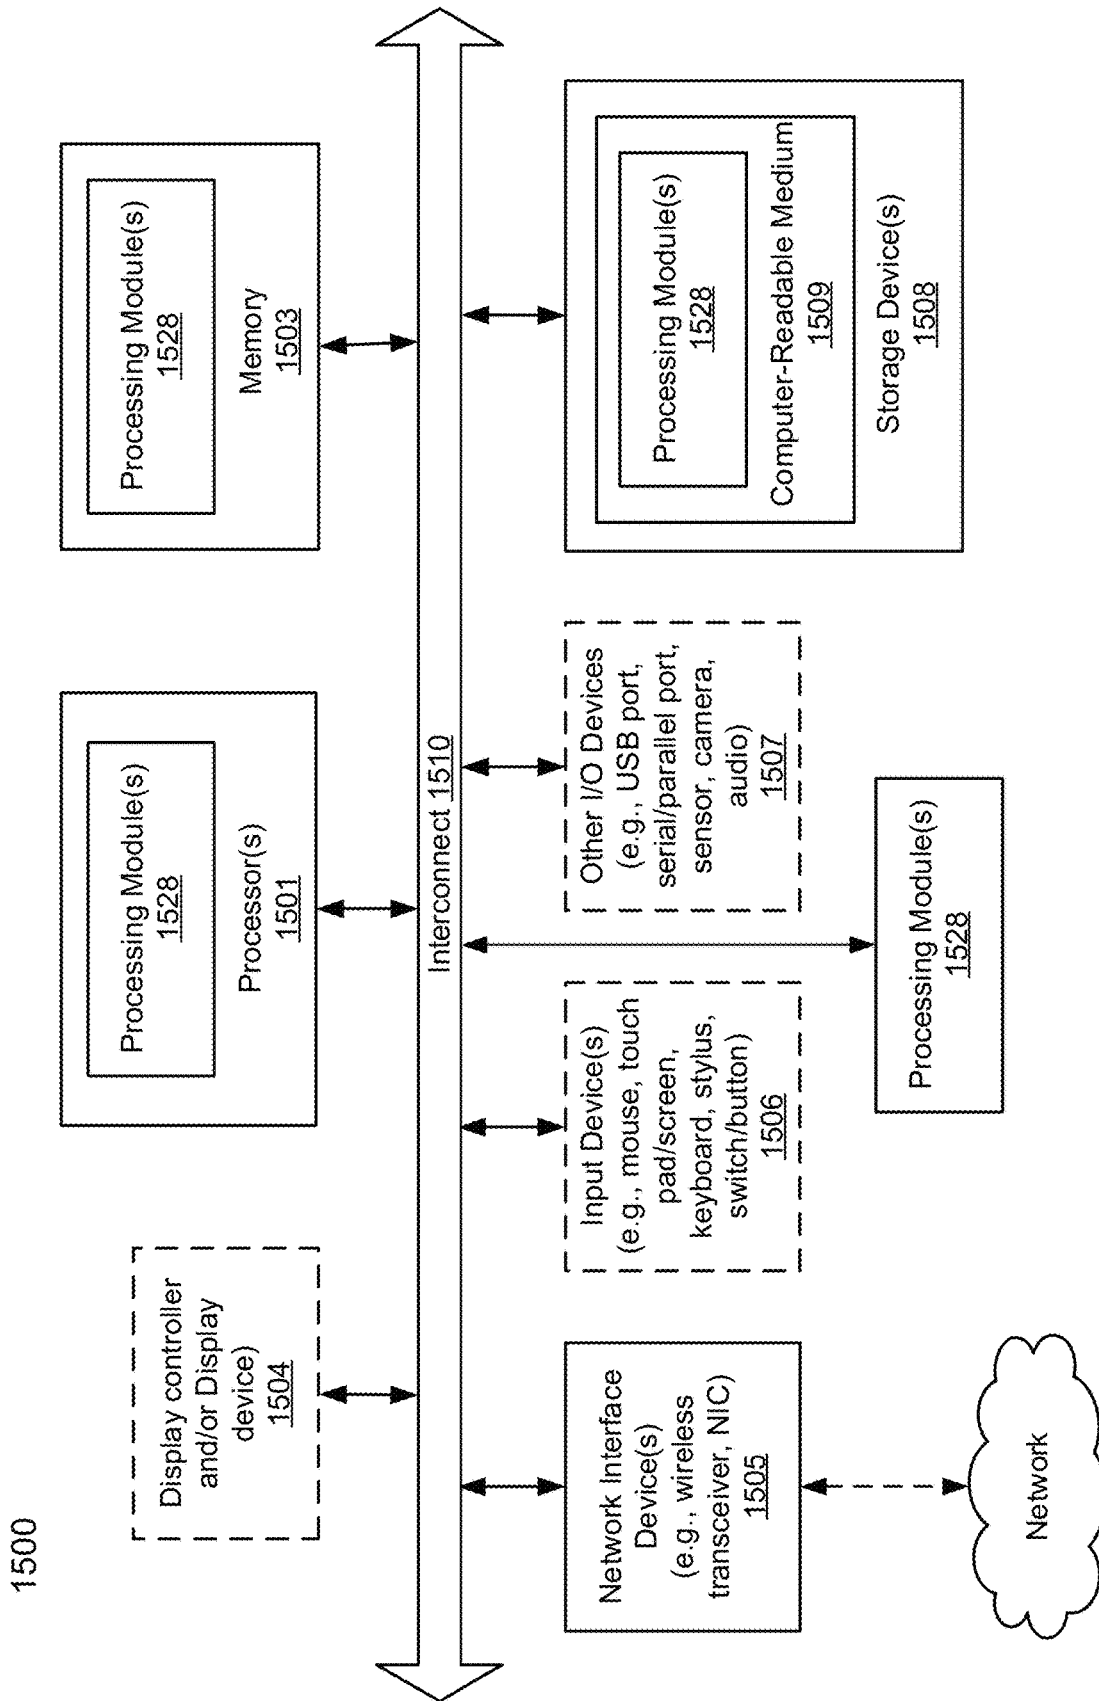 1500
Display controller
and/or Display
device)
1504
Processing Module(s)
1528
Processor(s)
1501
Processing Module(s)
1528
Memory
1503
Interconnect 1510
Network Interface
Device(s)
(e.g., wireless
transceiver, NIC)
1505
Input Device(s)
(e.g., mouse, touch
pad/screen,
keyboard, stylus,
switch/button)
1506
Other I/O Devices
(e.g., USB port,
serial/parallel port,
sensor, camera,
audio)
1507
Processing Module(s)
1528
Computer-Readable Medium
1509
Storage Device(s)
1508
Processing Module(s)
1528
Network